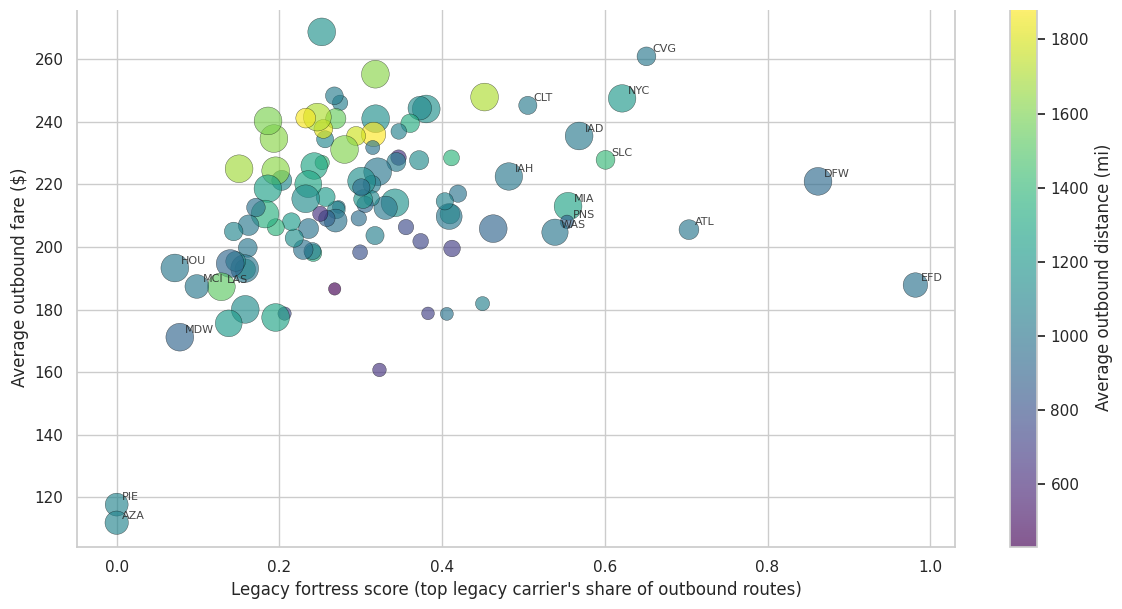 260
240
220
200
180
160
140
120
0.0
0.2
0.4
0.6
0.8
1.0
Average outbound fare ($)
Legacy fortress score (top legacy carrier's share of outbound routes)
CVG
NYC
CLT
IAD
SLC
IAH
DFW
MIA
PNS
WAS
ATL
EFD
HOU
MCI
LAS
MDW
PIE
AZA
1800
1600
1400
1200
1000
800
600
Average outbound distance (mi)